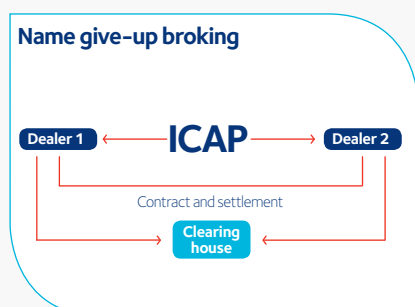 Name give-up broking
Dealer 1
ICAP
Dealer 2
Contract and settlement
Clearing
house